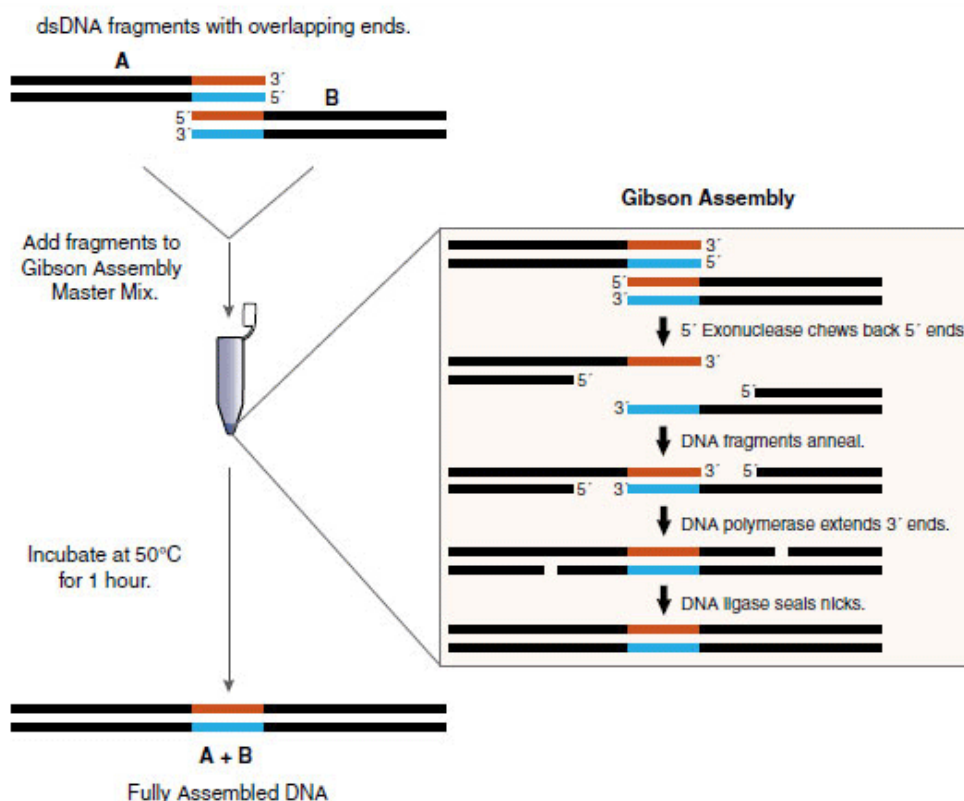 dsDNA fragments with overlapping ends.
A
3´
5´
B
5´
3´
Add fragments to
Gibson Assembly
Master Mix.
Incubate at 50°C
for 1 hour.
A + B
Fully Assembled DNA
Gibson Assembly
3´
5´
5´
3´
5´ Exonuclease chews back 5´ ends
3´
5´
5´
3´
DNA fragments anneal.
3´ 5´
5´ 3´
DNA polymerase extends 3´ ends.
DNA ligase seals nicks.